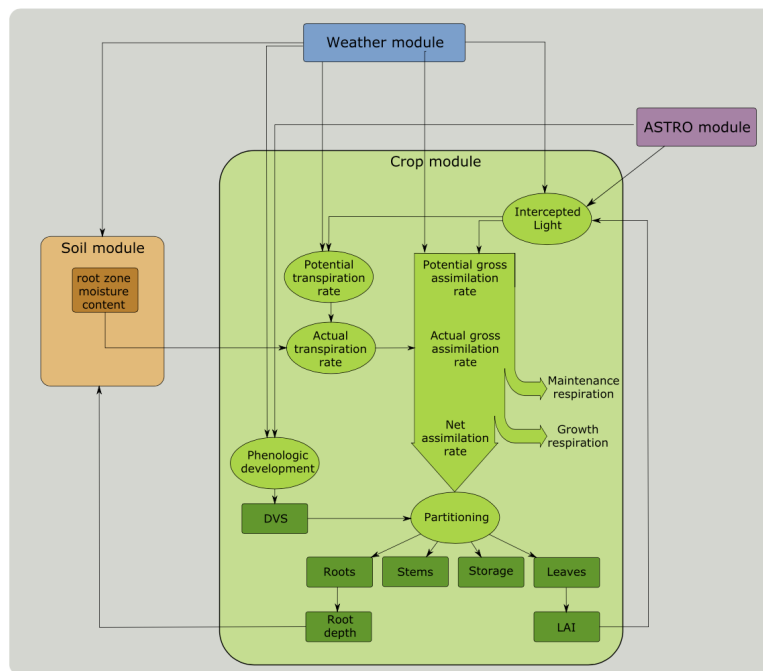 Weather module
ASTRO module
Crop module
Intercepted
Light
Soil module
root zone
moisture
content
Potential
transpiration
rate
Potential gross
assimilation
rate
Actual
transpiration
rate
Actual gross
assimilation
rate
Maintenance
respiration
Net
assimilation
rate
Growth
respiration
Phenologic
development
DVS
Partitioning
Roots
Stems
Storage
Leaves
Root
depth
LAI